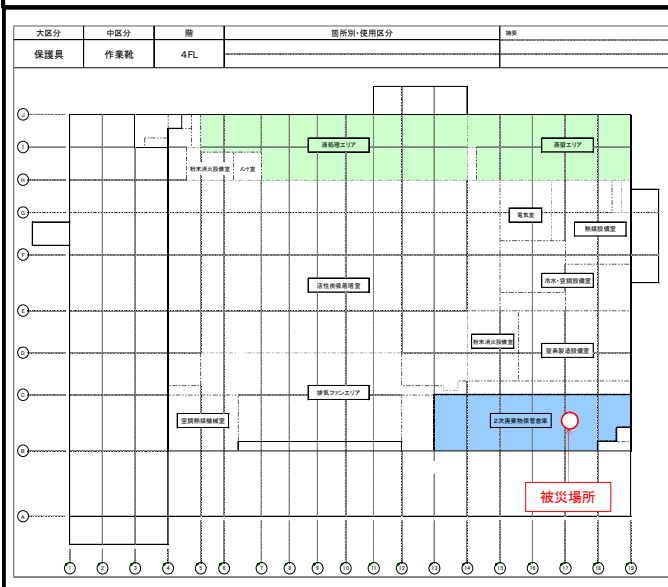 大区分 中区分 階 箇所別・使用区分 摘要
保護具 作業靴 4FL
J
I 液処理エリア 蒸留エリア
粉末消火設備室 メンテ室
H
G 電気室
熱媒設備室
F
冷水・空調設備室
活性炭吸着塔室
E
粉末消火設備室 窒素製造設備室
D
C 排気ファンエリア
空調熱媒機械室 2次廃棄物保管倉庫
B
被災場所
A
1 2 3 4 5 6 7 8 9 10 11 12 13 14 15 16 17 18 19